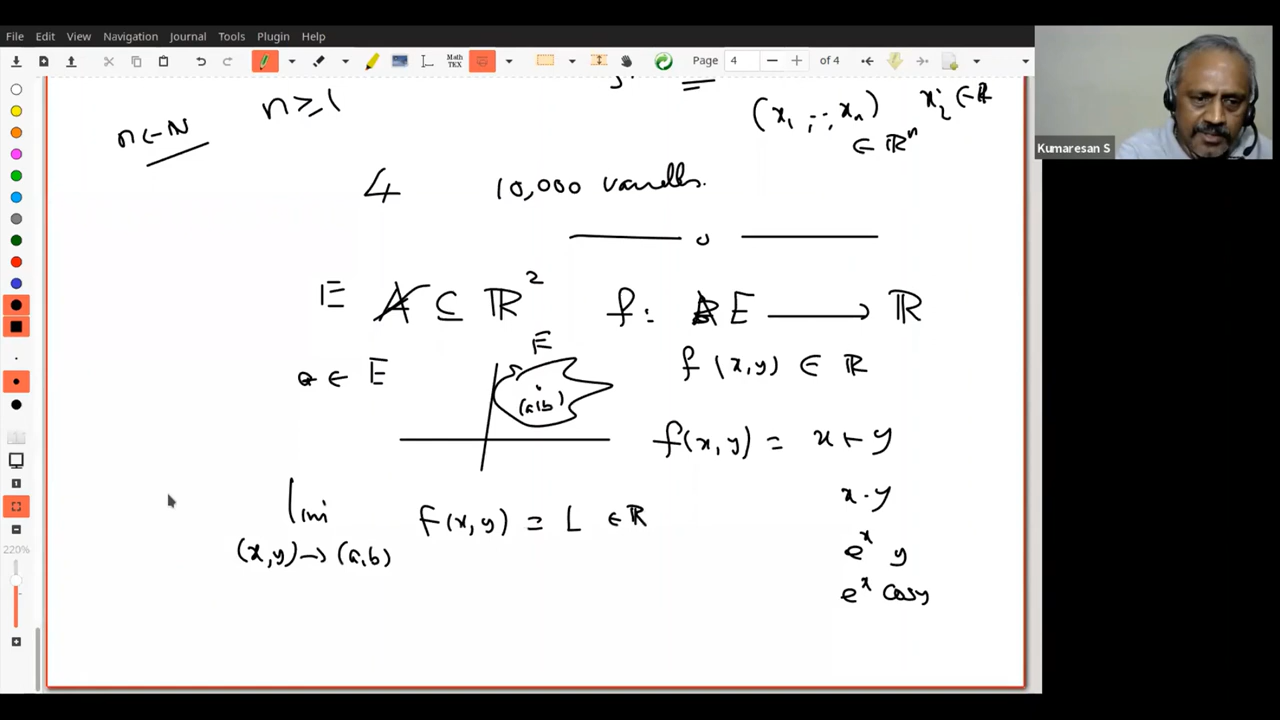 File Edit View Navigation Journal Tools Plugin Help
Page 4 of 4
n ∈ N n ≥ 1 (x₁, ..., xₙ) xᵢ ∈ ℝ
∈ ℝⁿ
Kumaresan S
4 10,000
E A ⊆ ℝ² f: E → ℝ
E
∈ E (a,b) f(x,y) ∈ ℝ
f(x,y) = x + y
x · y
lim f(x,y) = L ∈ ℝ
(x,y) → (a,b)
eˣ y
eˣ cos y
220%